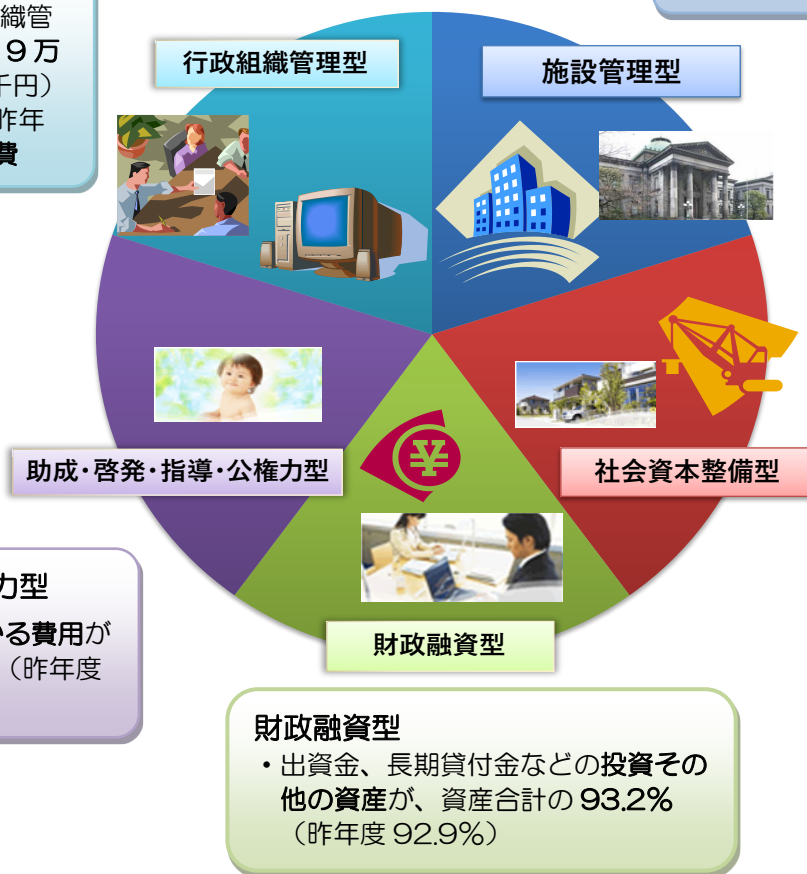 織管
9万
千円）
昨年
費
行政組織管理型
施設管理型
助成・啓発・指導・公権力型
社会資本整備型
財政融資型
力型
かる費用が
（昨年度
財政融資型
・出資金、長期貸付金などの投資その
他の資産が、資産合計の 93.2%
（昨年度 92.9%）